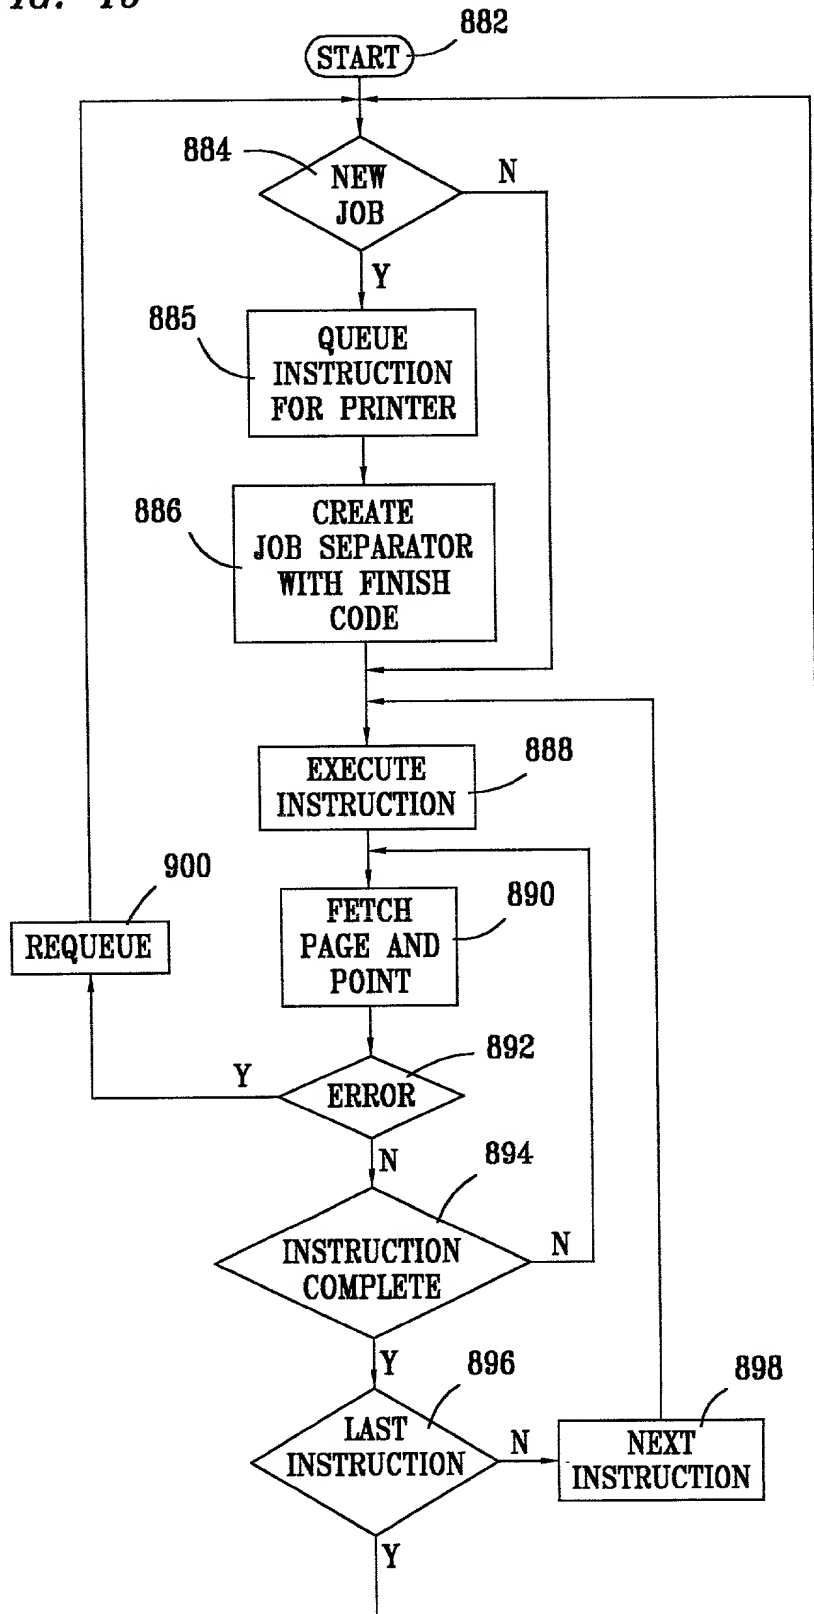 882
START
884
NEW
JOB
N
Y
885
QUEUE
INSTRUCTION
FOR PRINTER
886
CREATE
JOB SEPARATOR
WITH FINISH
CODE
888
EXECUTE
INSTRUCTION
900
REQUEUE
890
FETCH
PAGE AND
POINT
892
Y
ERROR
N
894
INSTRUCTION
COMPLETE
N
Y
896
LAST
INSTRUCTION
N
898
NEXT
INSTRUCTION
Y